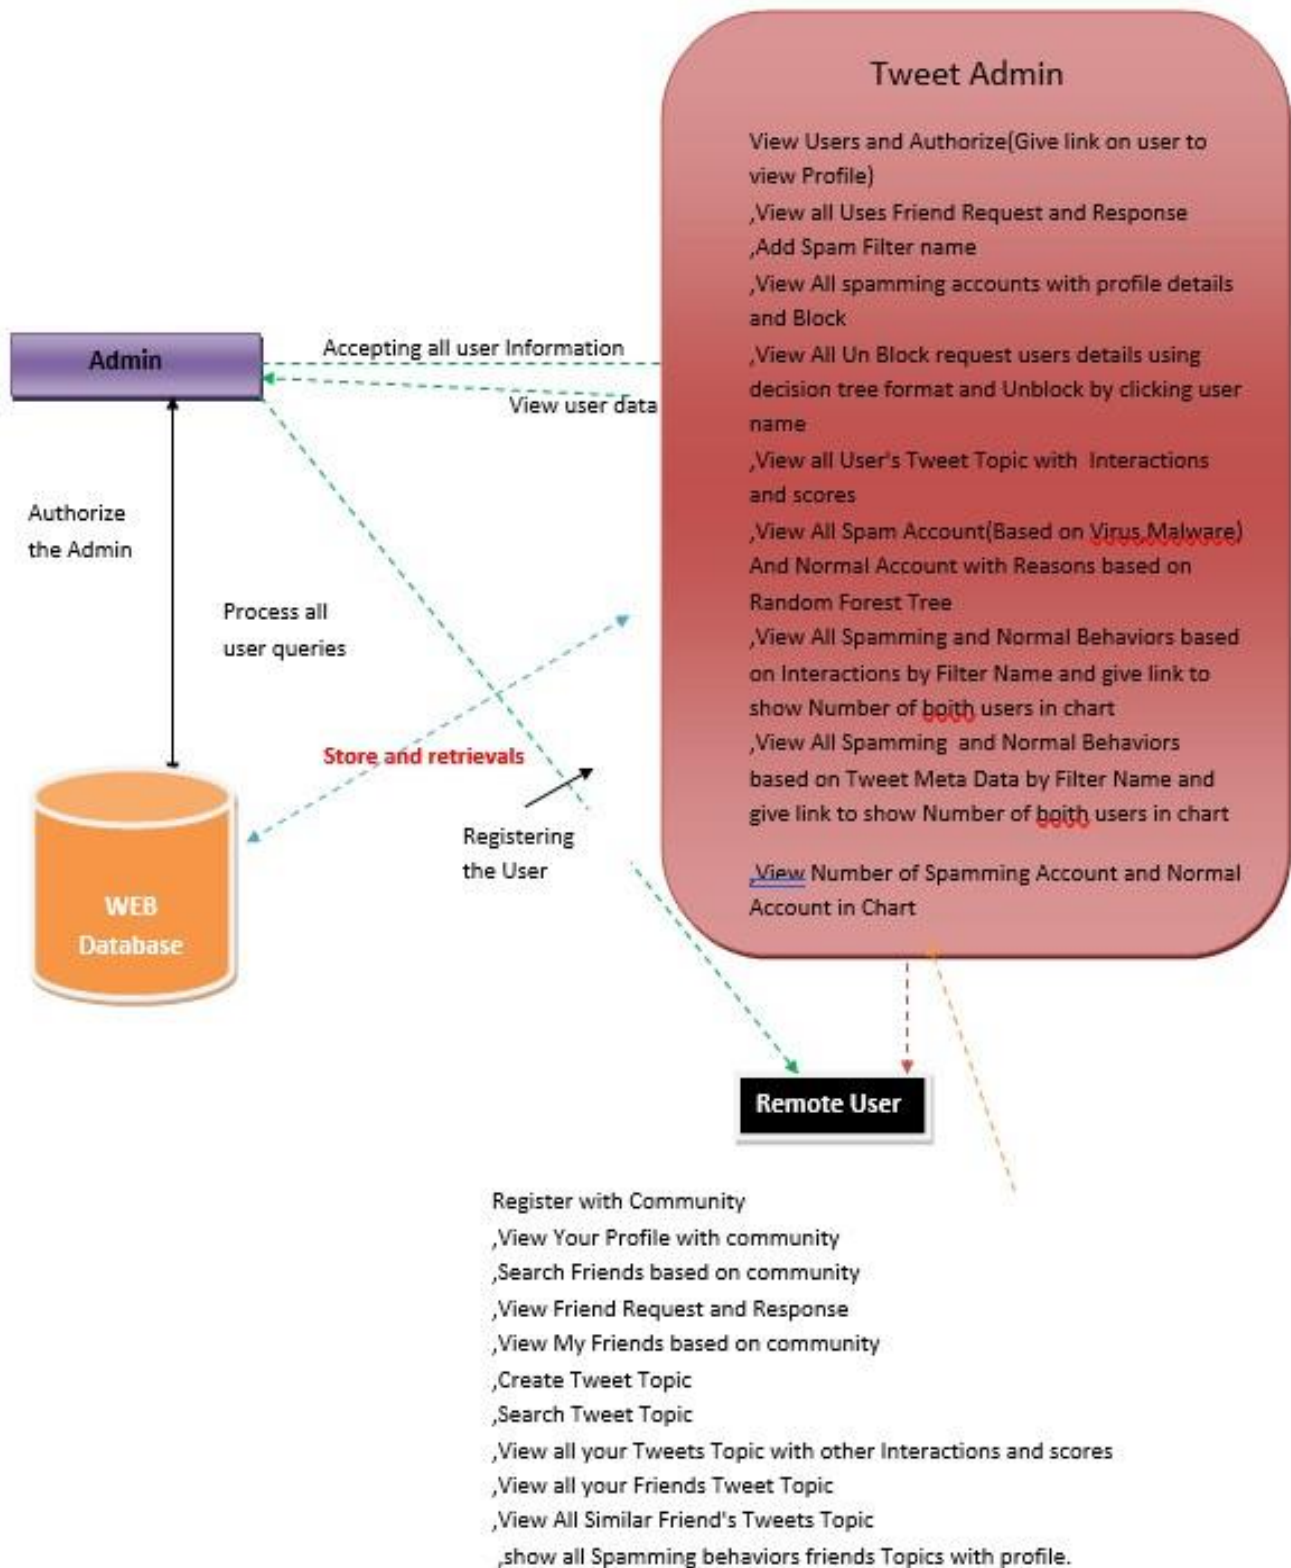 Tweet Admin
View Users and Authorize(Give link on user to
view Profile)
,View all Uses Friend Request and Response
,Add Spam Filter name
,View All spamming accounts with profile details
and Block
,View All Un Block request users details using
decision tree format and Unblock by clicking user
name
,View all User's Tweet Topic with  Interactions
and scores
,View All Spam Account(Based on Virus,Malware)
And Normal Account with Reasons based on
Random Forest Tree
,View All Spamming and Normal Behaviors based
on Interactions by Filter Name and give link to
show Number of boith users in chart
,View All Spamming  and Normal Behaviors
based on Tweet Meta Data by Filter Name and
give link to show Number of boith users in chart
,View Number of Spamming Account and Normal
Account in Chart
Admin
Accepting all user Information
View user data
Authorize
the Admin
Process all
user queries
Store and retrievals
Registering
the User
WEB
Database
Remote User
Register with Community
,View Your Profile with community
,Search Friends based on community
,View Friend Request and Response
,View My Friends based on community
,Create Tweet Topic
,Search Tweet Topic
,View all your Tweets Topic with other Interactions and scores
,View all your Friends Tweet Topic
,View All Similar Friend's Tweets Topic
,show all Spamming behaviors friends Topics with profile.